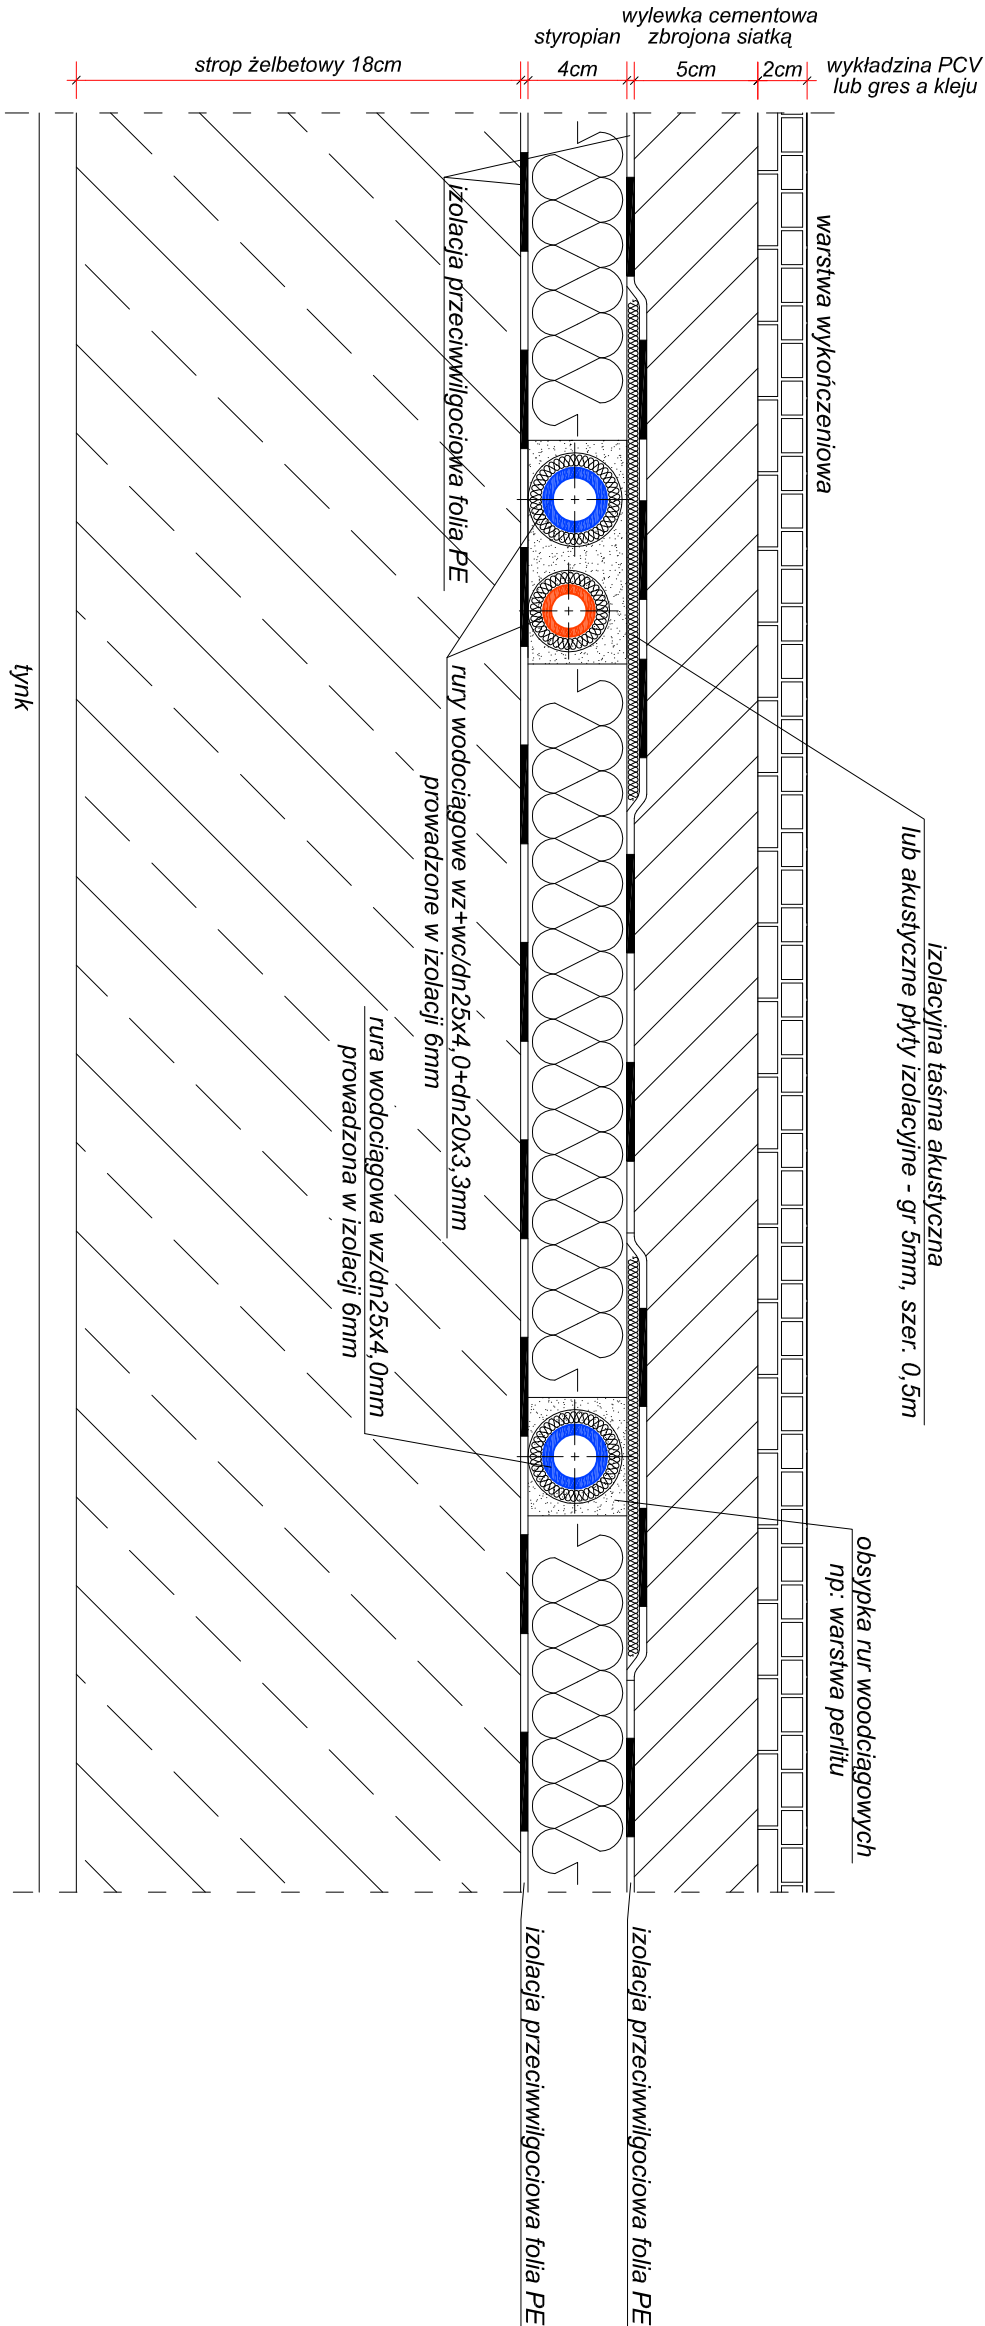 wylewka cementowa
zbrojona siatką
styropian
strop żelbetowy 18cm
4cm
5cm
2cm
wykładzina PCV
lub gres a kleju
warstwa wykończeniowa
izolacja przeciwwilgociowa folia PE
tynk
rury wodociągowe wz+wc/dn25x4,0+dn20x3,3mm
prowadzone w izolacji 6mm
izolacyjna taśma akustyczna
lub akustyczne płyty izolacyjne - gr 5mm, szer. 0,5m
rura wodociągowa wz/dn25x4,0mm
prowadzona w izolacji 6mm
obsypka rur woodciągowych
np: warstwa perlitu
izolacja przeciwwilgociowa folia PE
izolacja przeciwwilgociowa folia PE